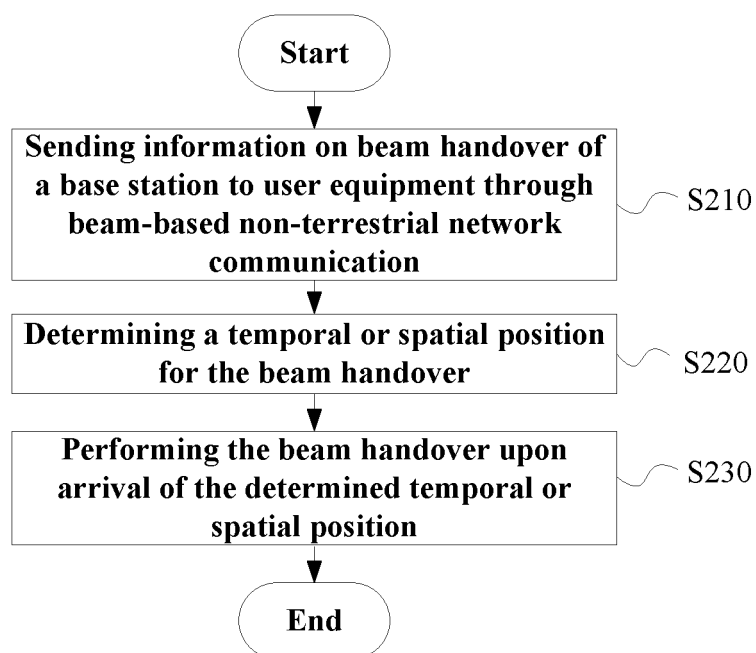 Start
Sending information on beam handover of
a base station to user equipment through
beam-based non-terrestrial network
communication
S210
Determining a temporal or spatial position
for the beam handover
S220
Performing the beam handover upon
arrival of the determined temporal or
spatial position
S230
End